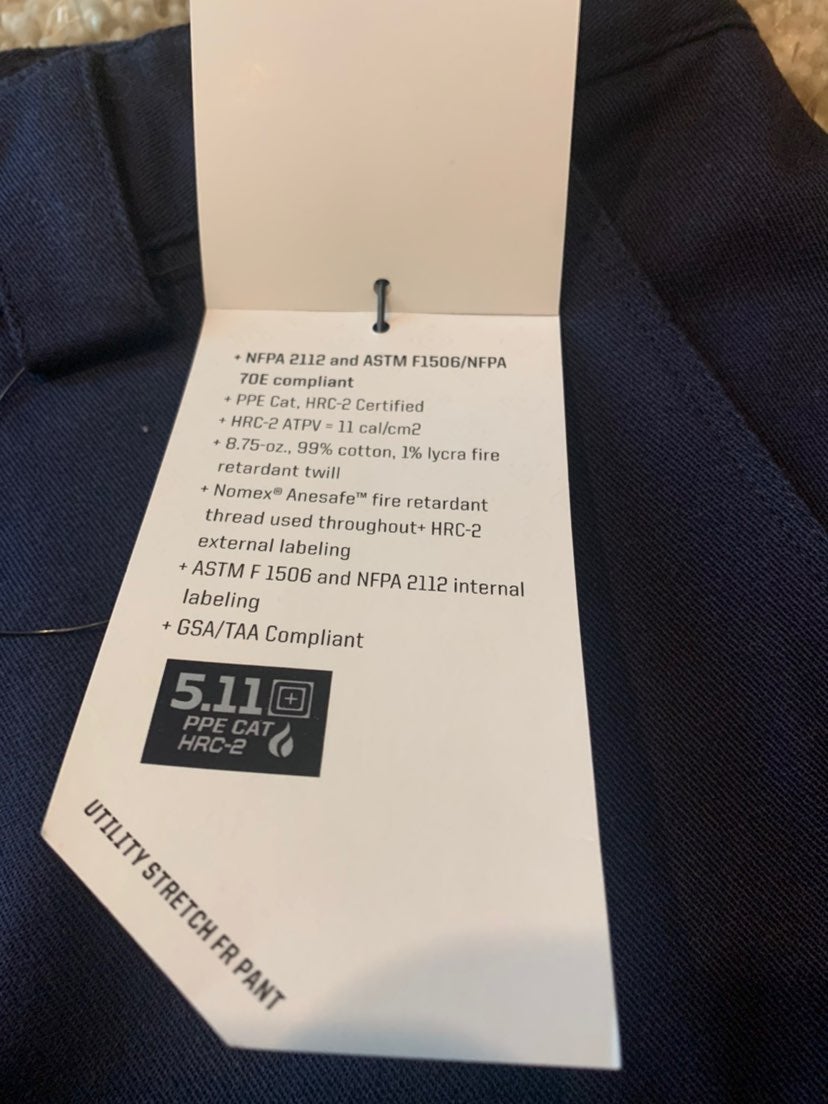 + NFPA 2112 and ASTM F1506/NFPA
70E compliant
+ PPE Cat, HRC-2 Certified
+ HRC-2 ATPV = 11 cal/cm2
+ 8.75-oz., 99% cotton, 1% lycra fire
retardant twill
+ Nomex® Anesafe™ fire retardant
thread used throughout+ HRC-2
external labeling
+ ASTM F 1506 and NFPA 2112 internal
labeling
+ GSA/TAA Compliant
5.11
PPE CAT
HRC-2
UTILITY STRETCH FR PANT